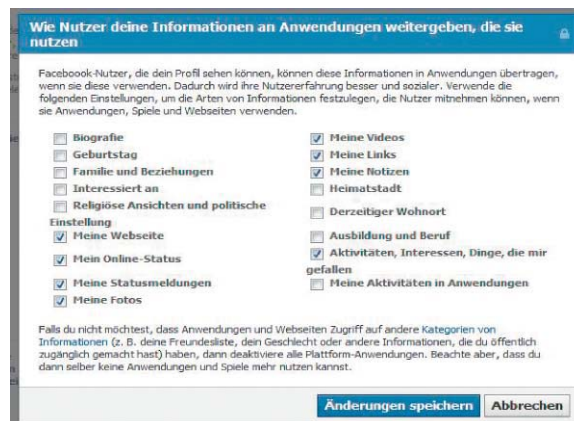 Wie Nutzer deine Informationen an Anwendungen weitergeben, die sie
nutzen
Faceboook-Nutzer, die dein Profil sehen können, können diese Informationen in Anwendungen übertragen,
wenn sie diese verwenden. Dadurch wird ihre Nutzererfahrung besser und sozialer. Verwende die
folgenden Einstellungen, um die Arten von Informationen festzulegen, die Nutzer mitnehmen können, wenn
sie Anwendungen, Spiele und Webseiten verwenden.
Biografie
Geburtstag
Familie und Beziehungen
Interessiert an
Religiöse Ansichten und politische
Einstellung
Meine Webseite
Mein Online-Status
Meine Statusmeldungen
Meine Fotos
Meine Videos
Meine Links
Meine Notizen
Heimatstadt
Derzeitiger Wohnort
Ausbildung und Beruf
Aktivitäten, Interessen, Dinge, die mir
gefallen
Meine Aktivitäten in Anwendungen
Falls du nicht möchtest, dass Anwendungen und Webseiten Zugriff auf andere Kategorien von
Informationen (z. B. deine Freundesliste, dein Geschlecht oder andere Informationen, die du öffentlich
zugänglich gemacht hast) haben, dann deaktiviere alle Plattform-Anwendungen. Beachte aber, dass du
dann selber keine Anwendungen und Spiele mehr nutzen kannst.
Änderungen speichern Abbrechen